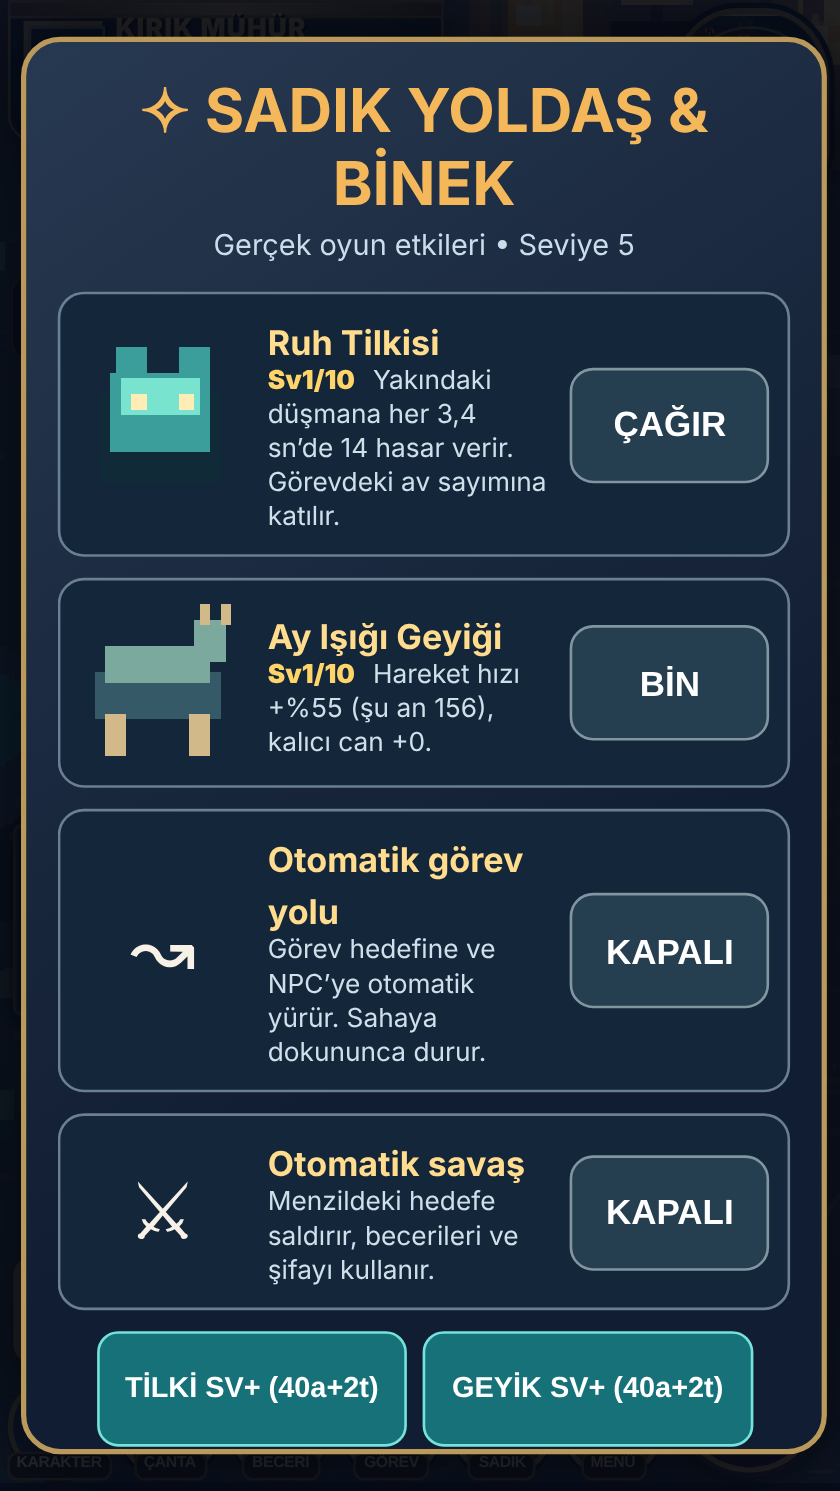 KIRIK MÜHÜR
✧ SADIK YOLDAŞ &
BİNEK
Gerçek oyun etkileri • Seviye 5
Ruh Tilkisi
Sv1/10 Yakındaki
düşmana her 3,4
sn’de 14 hasar verir.
Görevdeki av sayımına
katılır.
ÇAĞIR
Ay Işığı Geyiği
Sv1/10 Hareket hızı
+%55 (şu an 156),
kalıcı can +0.
BİN
Otomatik görev
yolu
Görev hedefine ve
NPC’ye otomatik
yürür. Sahaya
dokununca durur.
KAPALI
Otomatik savaş
Menzildeki hedefe
saldırır, becerileri ve
şifayı kullanır.
KAPALI
TİLKİ SV+ (40a+2t) GEYİK SV+ (40a+2t)
KARAKTER ÇANTA BECERİ GÖREV SADIK MENÜ